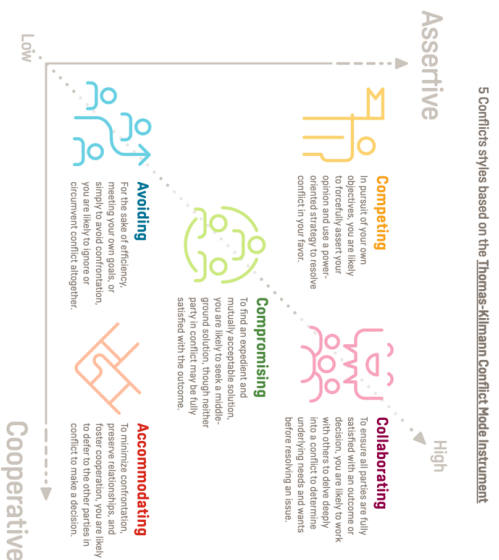 5 Conflicts styles based on the Thomas-Kilmann Conflict Mode Instrument
Assertive
High
Competing
In pursuit of your own
objectives, you are likely
to forcefully assert your
opinion and use a power-
oriented strategy to resolve
conflict in your favor.
Collaborating
To ensure all parties are fully
satisfied with an outcome or
decision, you are likely to work
with others to delve deeply
into a conflict to determine
underlying needs and wants
before resolving an issue.
Compromising
To find an expedient and
mutually acceptable solution,
you are likely to seek a middle-
ground solution, though neither
party in conflict may be fully
satisfied with the outcome.
Avoiding
For the sake of efficiency,
meeting your own goals, or
simply to avoid confrontation,
you are likely to ignore or
circumvent conflict altogether.
Accommodating
To minimize confrontation,
preserve relationships, and
foster cooperation, you are likely
to defer to the other parties in
conflict to make a decision.
Low
Cooperative